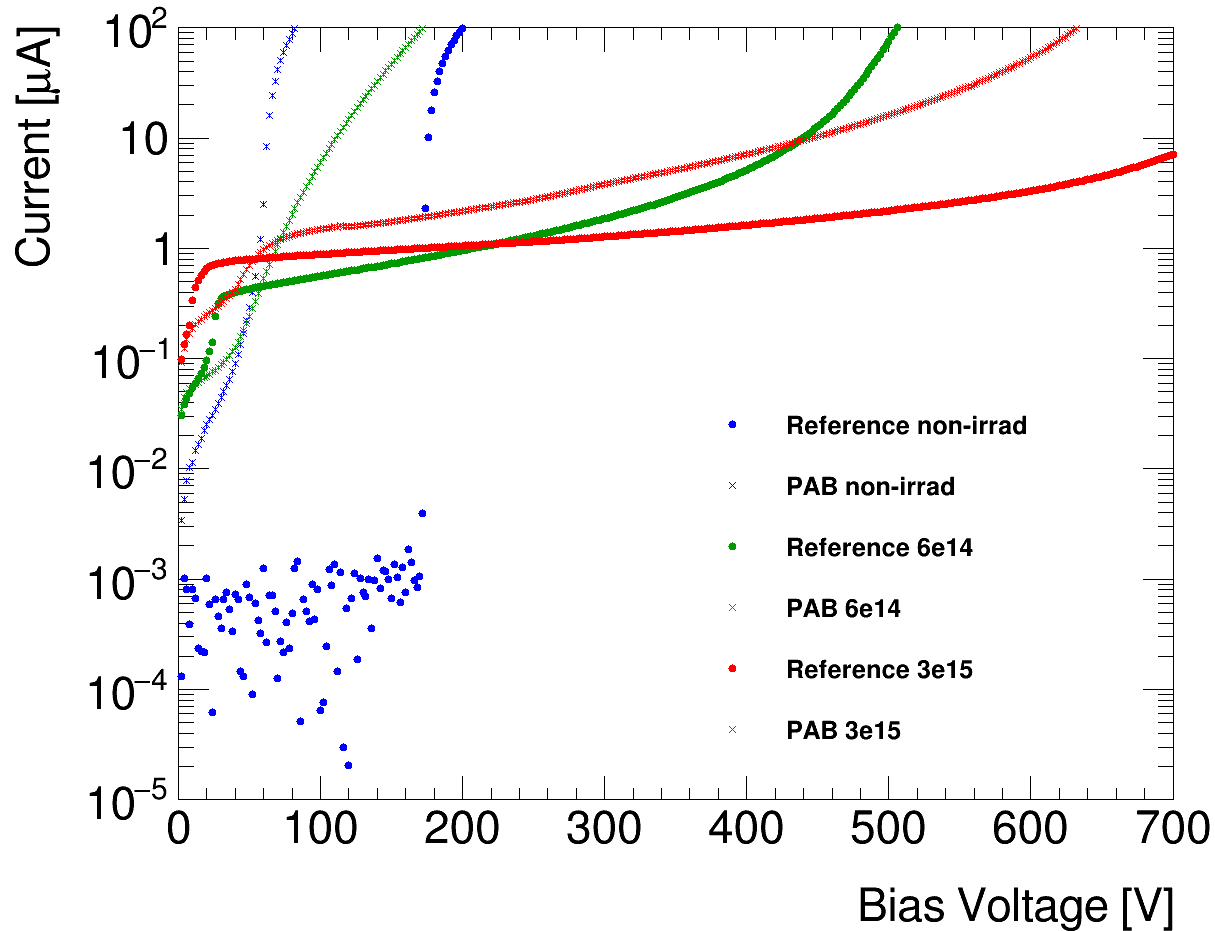 Current [μA]
10²
10
1
10⁻¹
10⁻²
10⁻³
10⁻⁴
10⁻⁵
Reference non-irrad
PAB non-irrad
Reference 6e14
PAB 6e14
Reference 3e15
PAB 3e15
0 100 200 300 400 500 600 700
Bias Voltage [V]